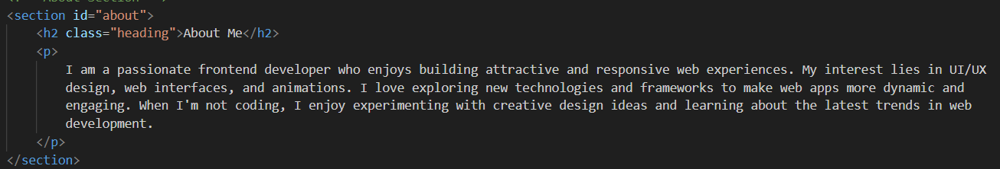 <!-- About Section -->
<section id="about">
<h2 class="heading">About Me</h2>
<p>
I am a passionate frontend developer who enjoys building attractive and responsive web experiences. My interest lies in UI/UX
design, web interfaces, and animations. I love exploring new technologies and frameworks to make web apps more dynamic and
engaging. When I'm not coding, I enjoy experimenting with creative design ideas and learning about the latest trends in web
development.
</p>
</section>